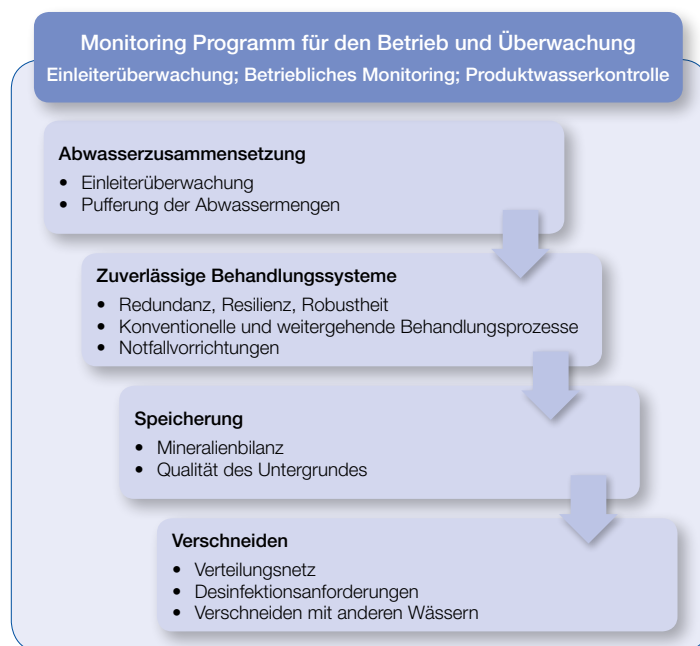 Monitoring Programm für den Betrieb und Überwachung
Einleiterüberwachung; Betriebliches Monitoring; Produktwasserkontrolle
Abwasserzusammensetzung
• Einleiterüberwachung
• Pufferung der Abwassermengen
Zuverlässige Behandlungssysteme
• Redundanz, Resilienz, Robustheit
• Konventionelle und weitergehende Behandlungsprozesse
• Notfallvorrichtungen
Speicherung
• Mineralienbilanz
• Qualität des Untergrundes
Verschneiden
• Verteilungsnetz
• Desinfektionsanforderungen
• Verschneiden mit anderen Wässern